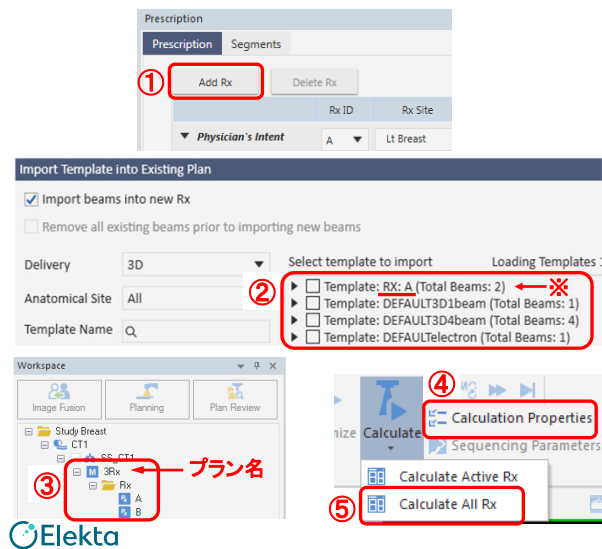 Prescription
Prescription Segments
① Add Rx Delete Rx
Rx ID Rx Site
Physician's Intent A Lt Breast
Import Template into Existing Plan
Import beams into new Rx
Remove all existing beams prior to importing new beams
Delivery 3D Select template to import Loading Templates
② Template: RX: A (Total Beams: 2) ※
Anatomical Site All Template: DEFAULT3D1beam (Total Beams: 1)
Template: DEFAULT3D4beam (Total Beams: 4)
Template Name Template: DEFAULTelectron (Total Beams: 1)
Workspace
Image Fusion Planning Plan Review
Study Breast
CT1
SS_CT1
③ 3Rx プラン名
Rx
A
B
④
Calculate Calculation Properties
Sequencing Parameters
Calculate Active Rx
⑤ Calculate All Rx
Elekta